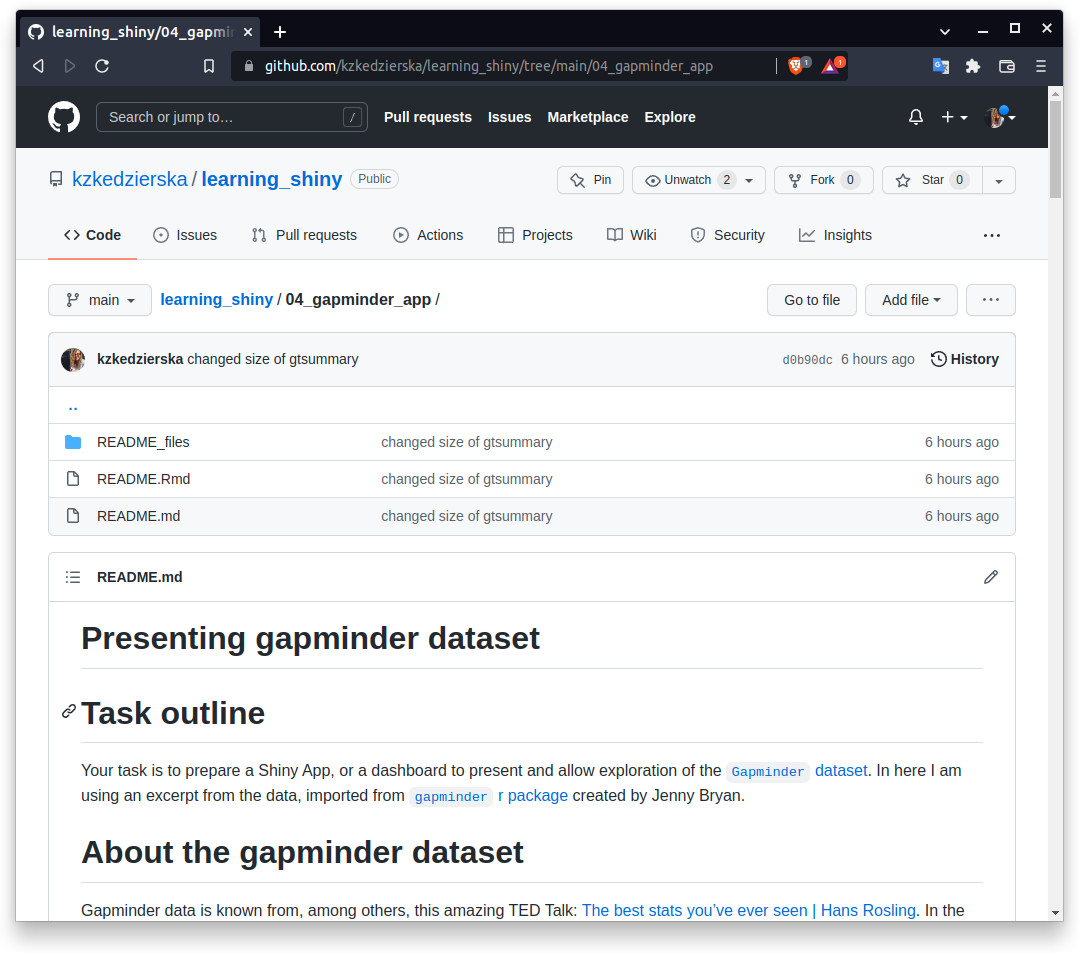 learning_shiny/04_gapmin
github.com/kzkedzierska/learning_shiny/tree/main/04_gapminder_app
1
1
Search or jump to…
/
Pull requests
Issues
Marketplace
Explore
kzkedzierska / learning_shiny Public
Pin
Unwatch 2
Fork 0
Star 0
Code
Issues
Pull requests
Actions
Projects
Wiki
Security
Insights
main
learning_shiny / 04_gapminder_app /
Go to file
Add file
kzkedzierska changed size of gtsummary
d0b90dc 6 hours ago
History
..
README_files changed size of gtsummary 6 hours ago
README.Rmd changed size of gtsummary 6 hours ago
README.md changed size of gtsummary 6 hours ago
README.md
Presenting gapminder dataset
Task outline
Your task is to prepare a Shiny App, or a dashboard to present and allow exploration of the Gapminder dataset. In here I am
using an excerpt from the data, imported from gapminder r package created by Jenny Bryan.
About the gapminder dataset
Gapminder data is known from, among others, this amazing TED Talk: The best stats you've ever seen | Hans Rosling. In the